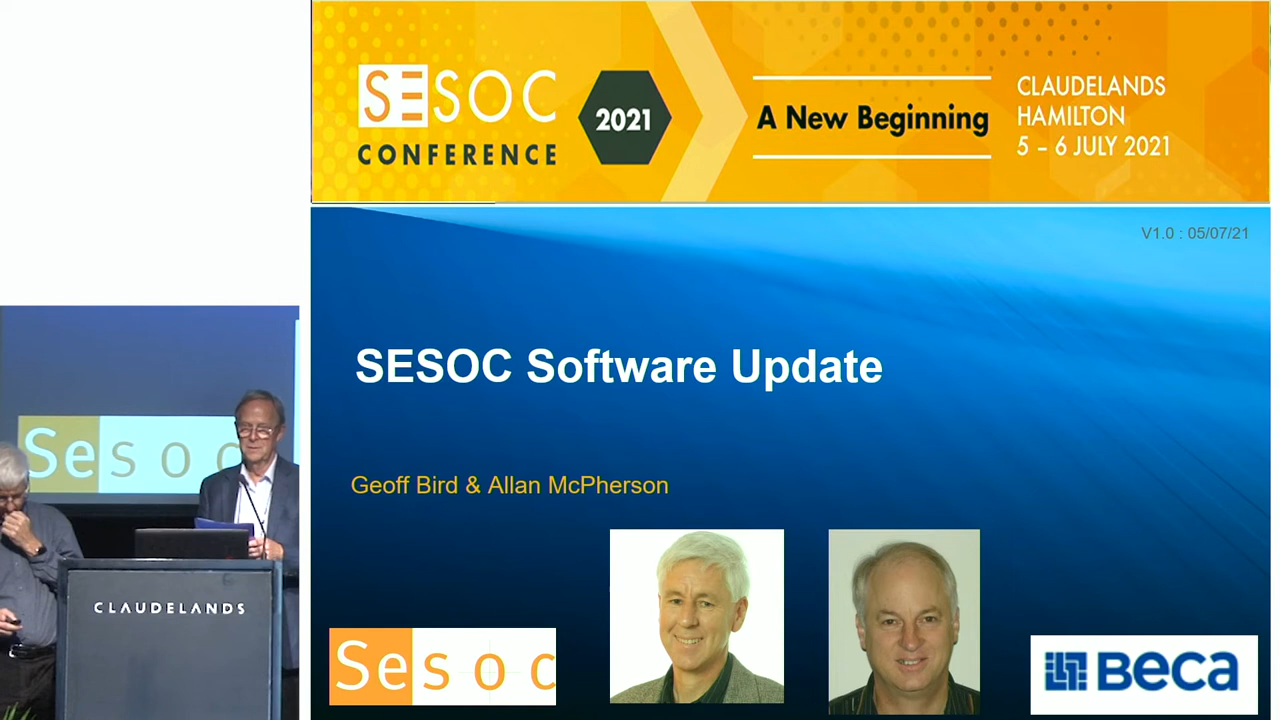 SESOC
CONFERENCE
2021
A New Beginning
CLAUDELANDS
HAMILTON
5 – 6 JULY 2021
V1.0 : 05/07/21
SESOC Software Update
Geoff Bird & Allan McPherson
Sesoc
Sesoc
BECA
CLAUDELANDS